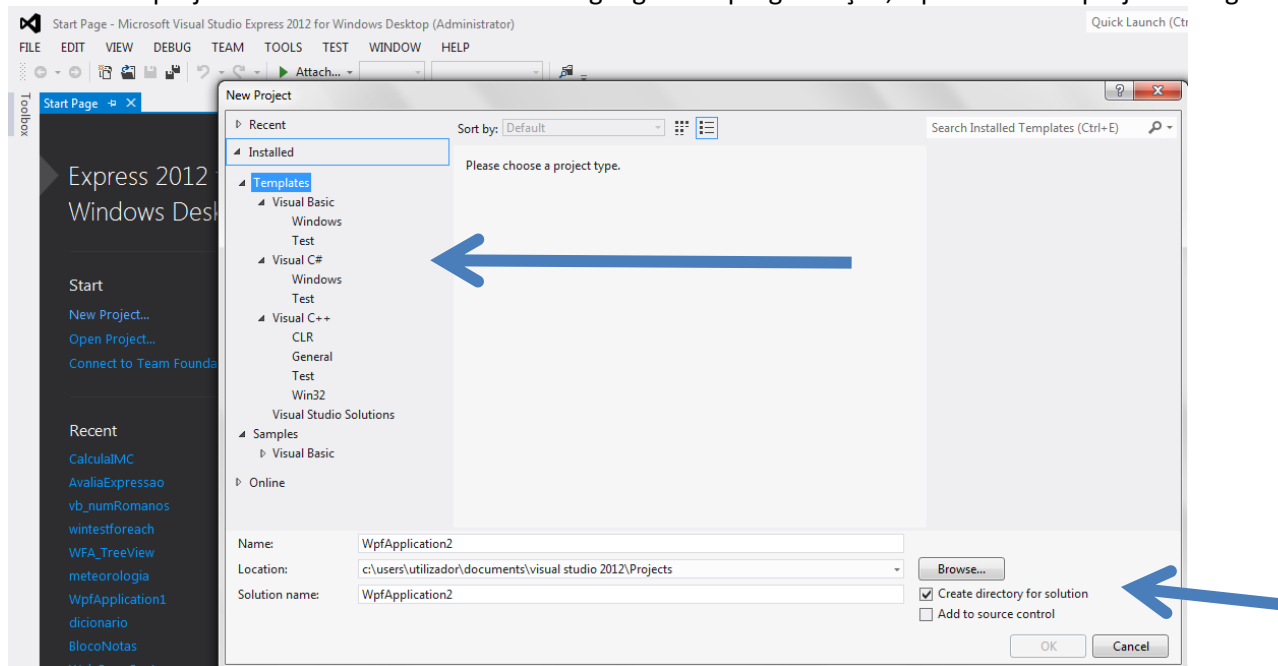 Start Page - Microsoft Visual Studio Express 2012 for Windows Desktop (Administrator)
Quick Launch (Ctr
FILE EDIT VIEW DEBUG TEAM TOOLS TEST WINDOW HELP
Attach...
Toolbox
Start Page
Express 2012
Windows Desk
Start
New Project...
Open Project...
Connect to Team Founda
Recent
CalculaIMC
AvaliaExpressao
vb_numRomanos
wintestforeach
WFA_TreeView
meteorologia
WpfApplication1
dicionario
BlocoNotas
New Project
Recent
Installed
Templates
Visual Basic
Windows
Test
Visual C#
Windows
Test
Visual C++
CLR
General
Test
Win32
Visual Studio Solutions
Samples
Visual Basic
Online
Sort by: Default
Search Installed Templates (Ctrl+E)
Please choose a project type.
Name: WpfApplication2
Location: c:\users\utilizador\documents\visual studio 2012\Projects
Browse...
Solution name: WpfApplication2
Create directory for solution
Add to source control
OK Cancel